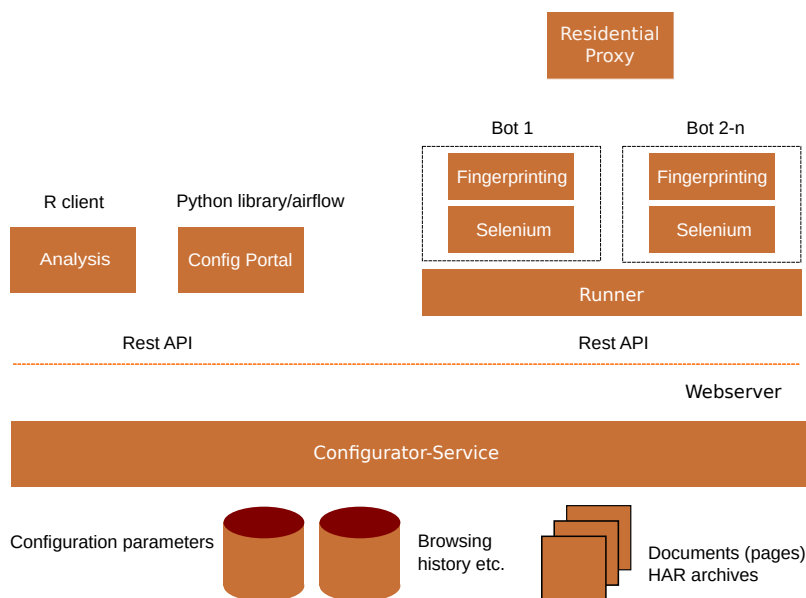 Residential
Proxy
Bot 1
Bot 2-n
Fingerprinting
Fingerprinting
Selenium
Selenium
R client
Python library/airflow
Analysis
Config Portal
Runner
Rest API
Rest API
Webserver
Configurator-Service
Configuration parameters
Browsing
history etc.
Documents (pages)
HAR archives